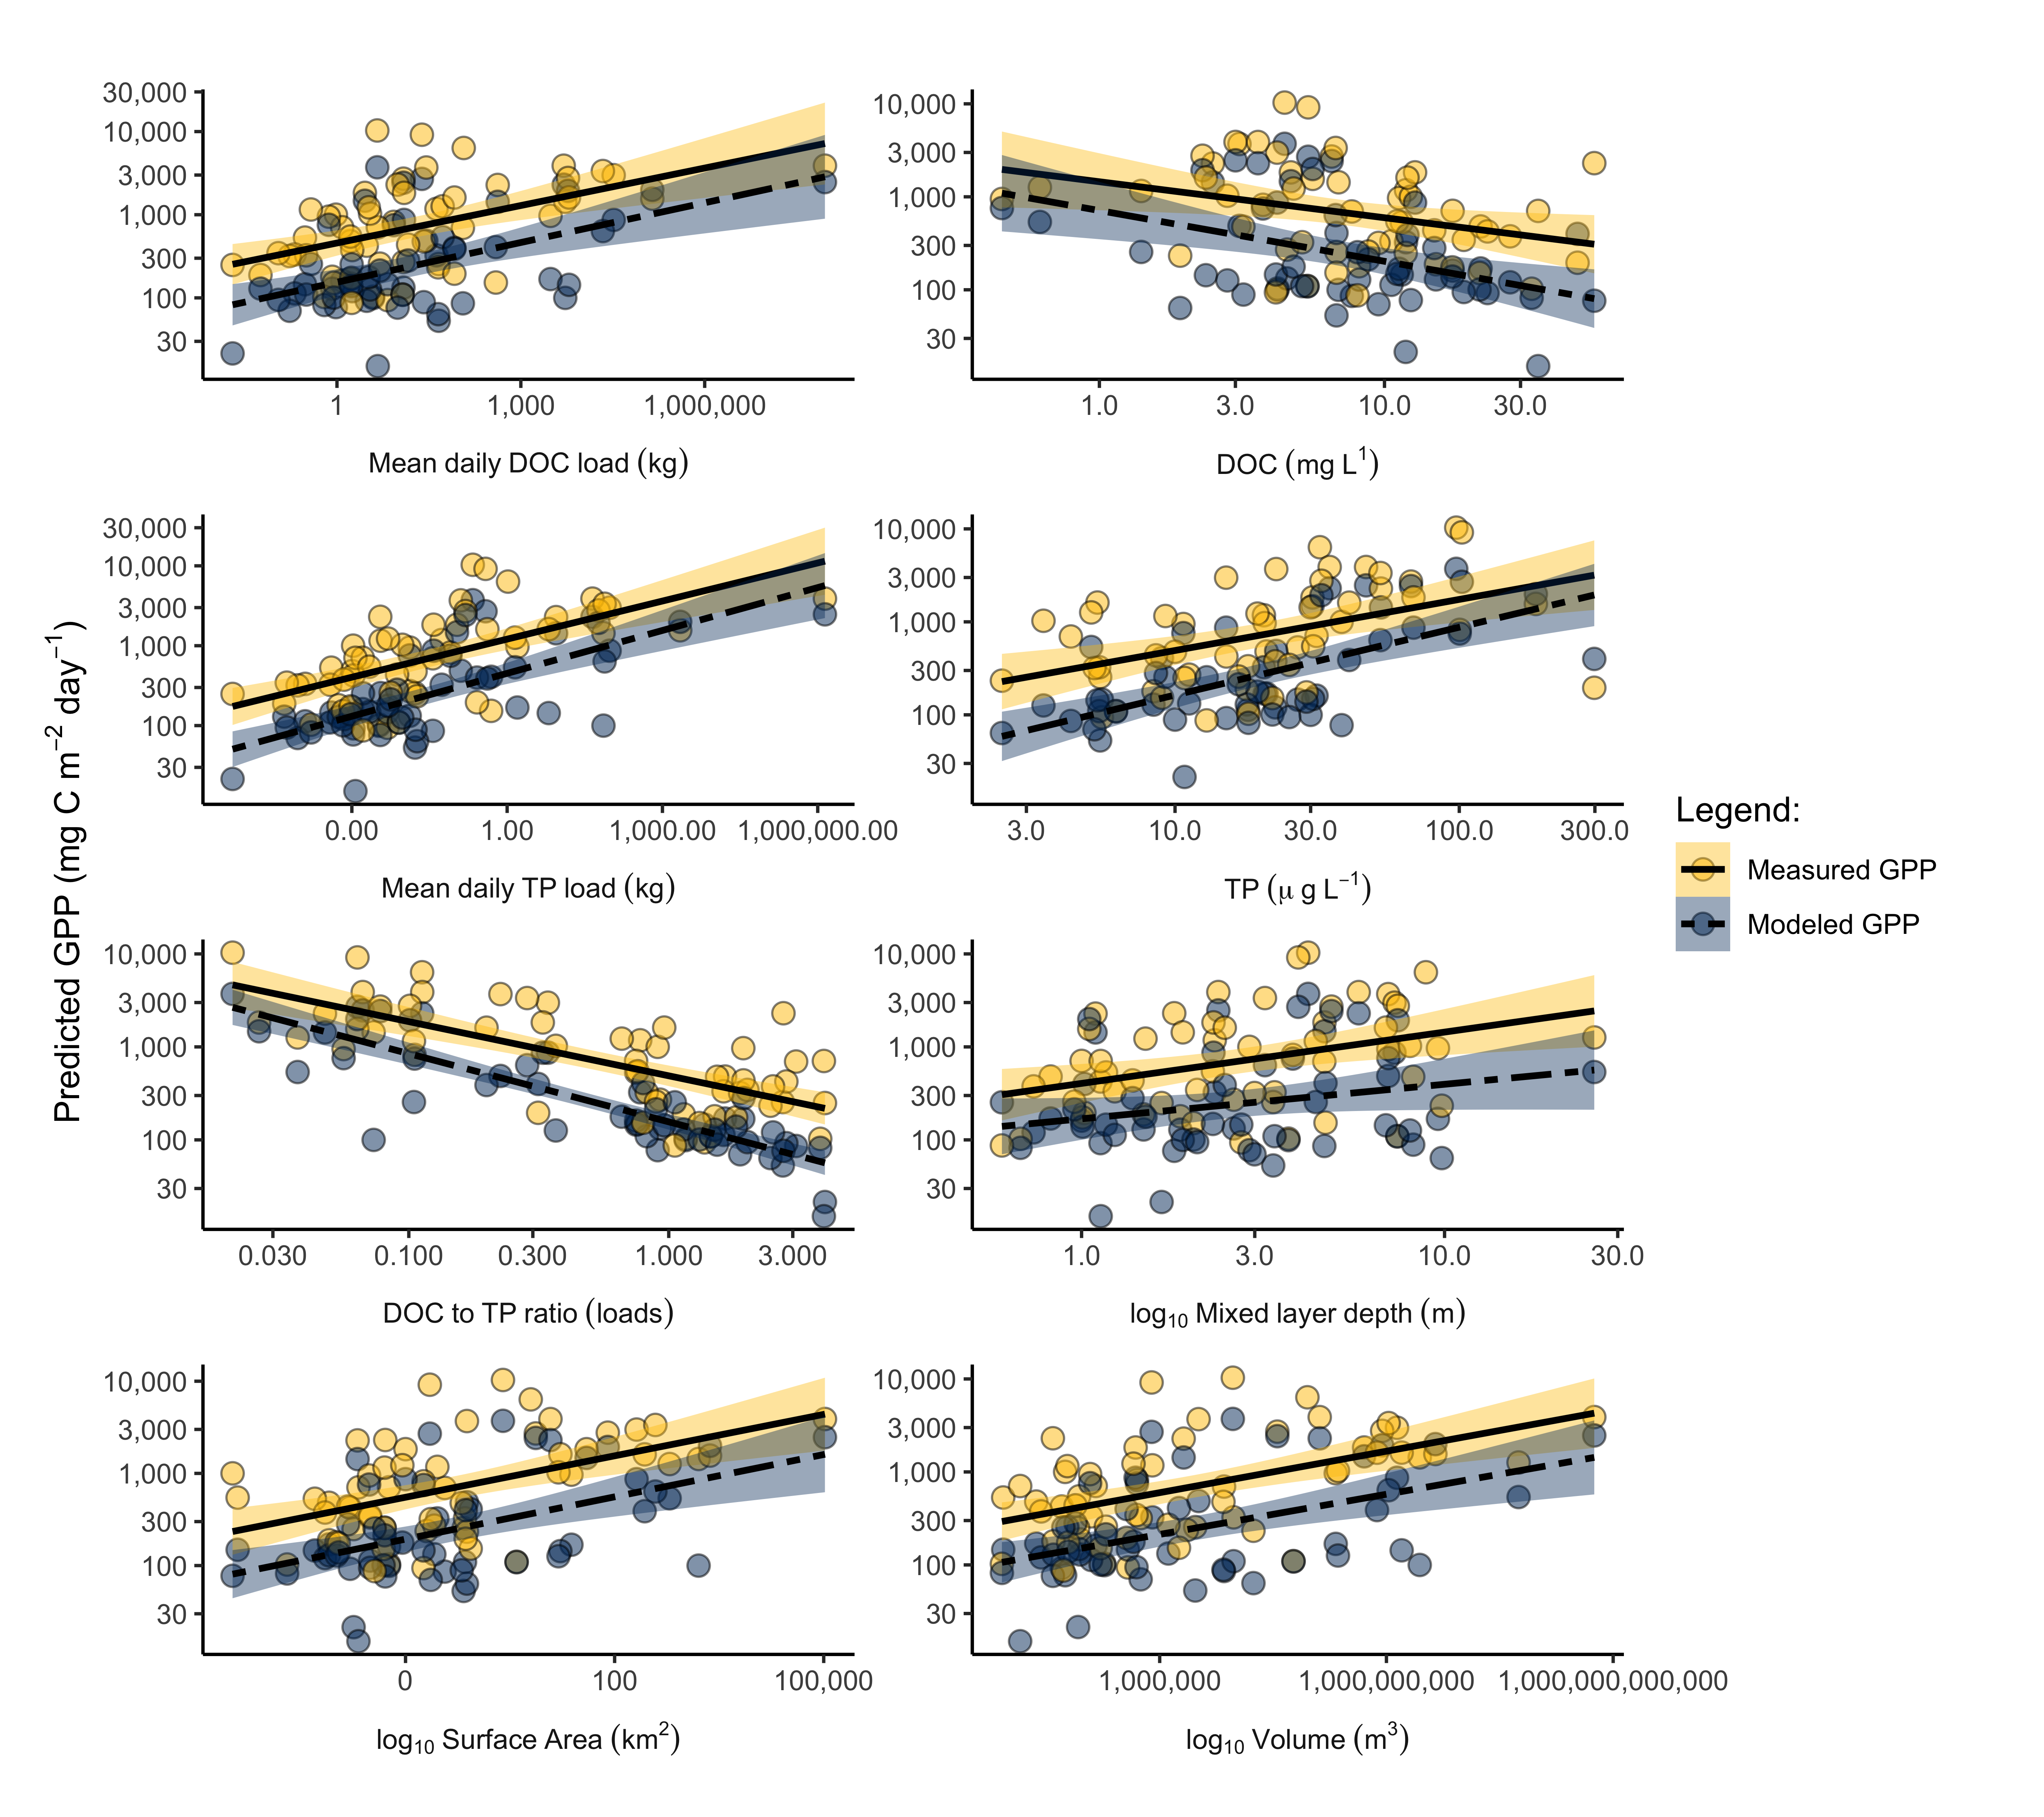 Predicted GPP (mg C m⁻² day⁻¹)
30,000
10,000
3,000
1,000
300
100
30
1 1,000 1,000,000
Mean daily DOC load (kg)
10,000
3,000
1,000
300
100
30
1.0 3.0 10.0 30.0
DOC (mg L¹)
30,000
10,000
3,000
1,000
300
100
30
0.00 1.00 1,000.00 1,000,000.00
Mean daily TP load (kg)
10,000
3,000
1,000
300
100
30
3.0 10.0 30.0 100.0 300.0
TP (μ g L⁻¹)
Legend:
Measured GPP
Modeled GPP
10,000
3,000
1,000
300
100
30
0.030 0.100 0.300 1.000 3.000
DOC to TP ratio (loads)
10,000
3,000
1,000
300
100
30
1.0 3.0 10.0 30.0
log₁₀ Mixed layer depth (m)
10,000
3,000
1,000
300
100
30
0 100 100,000
log₁₀ Surface Area (km²)
10,000
3,000
1,000
300
100
30
1,000,000 1,000,000,000 1,000,000,000,000
log₁₀ Volume (m³)